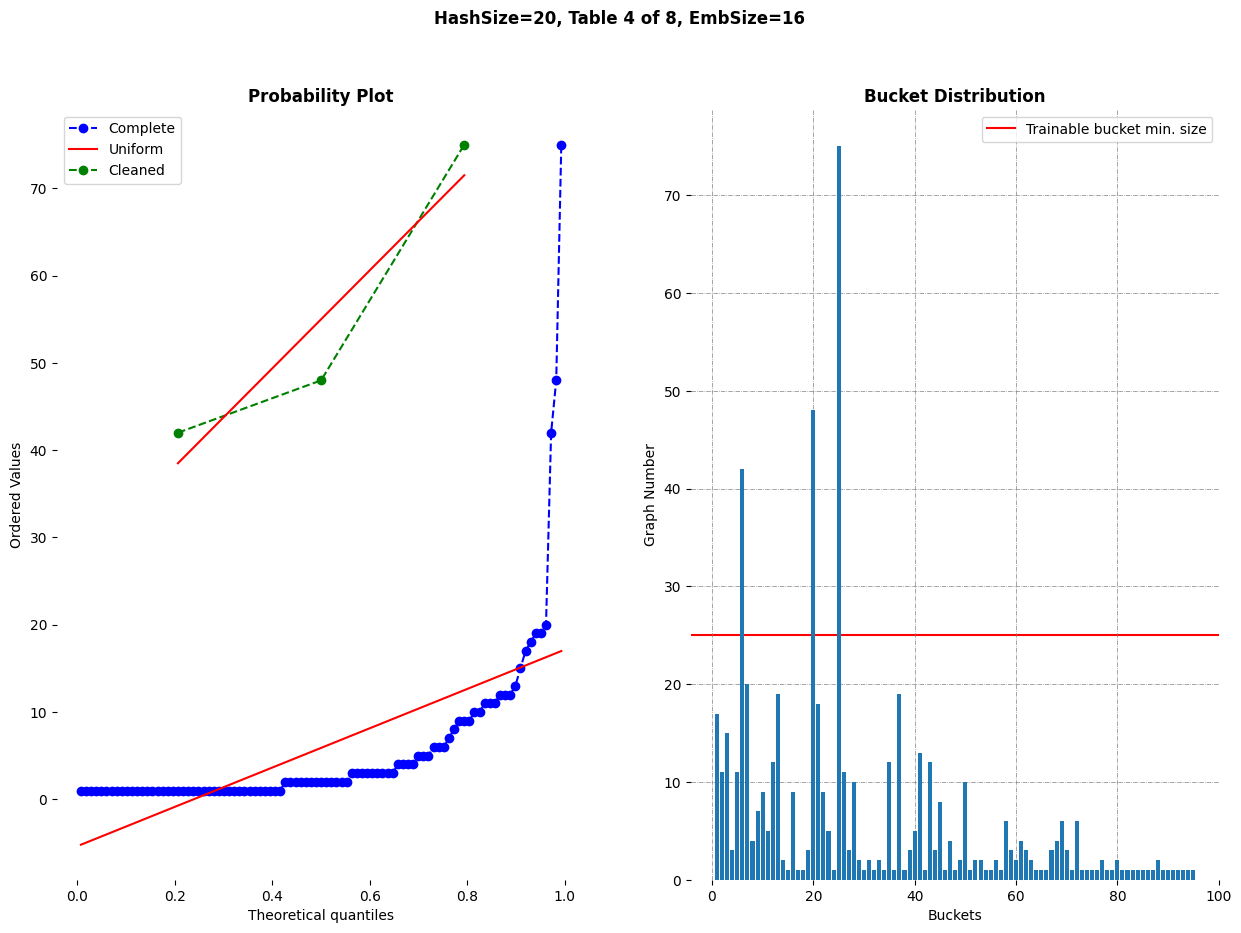 HashSize=20, Table 4 of 8, EmbSize=16
Probability Plot
Complete
Uniform
Cleaned
70
60
50
40
30
20
10
0
Ordered Values
0.0 0.2 0.4 0.6 0.8 1.0
Theoretical quantiles
Bucket Distribution
Trainable bucket min. size
70
60
50
40
30
20
10
0
Graph Number
0 20 40 60 80 100
Buckets